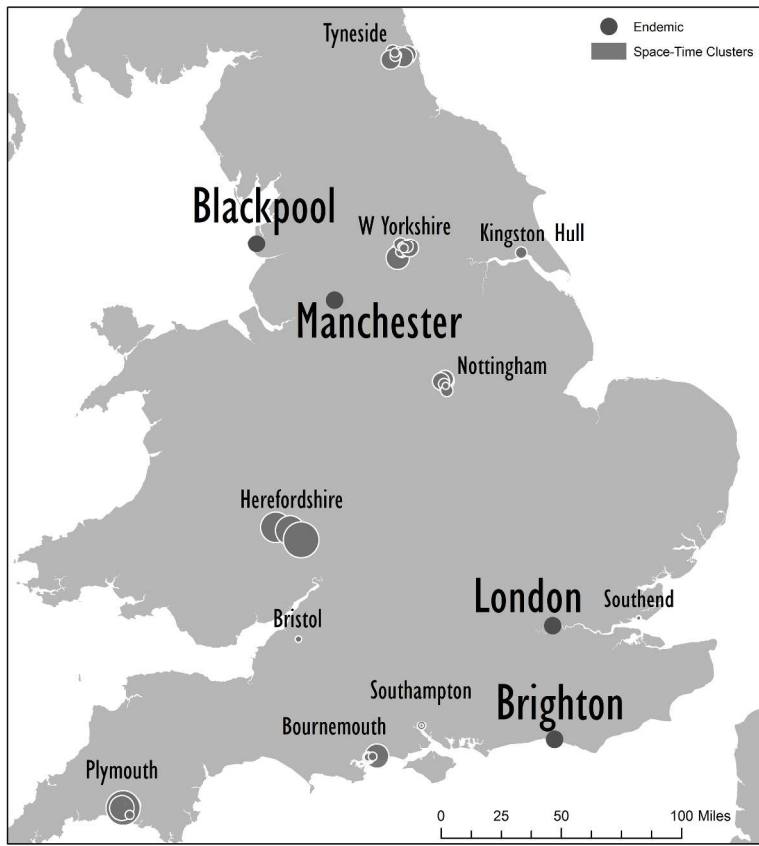 Tyneside
Endemic
Space-Time Clusters
Blackpool
W Yorkshire
Kingston Hull
Manchester
Nottingham
Herefordshire
London
Southend
Bristol
Southampton
Brighton
Bournemouth
Plymouth
0 25 50 100 Miles